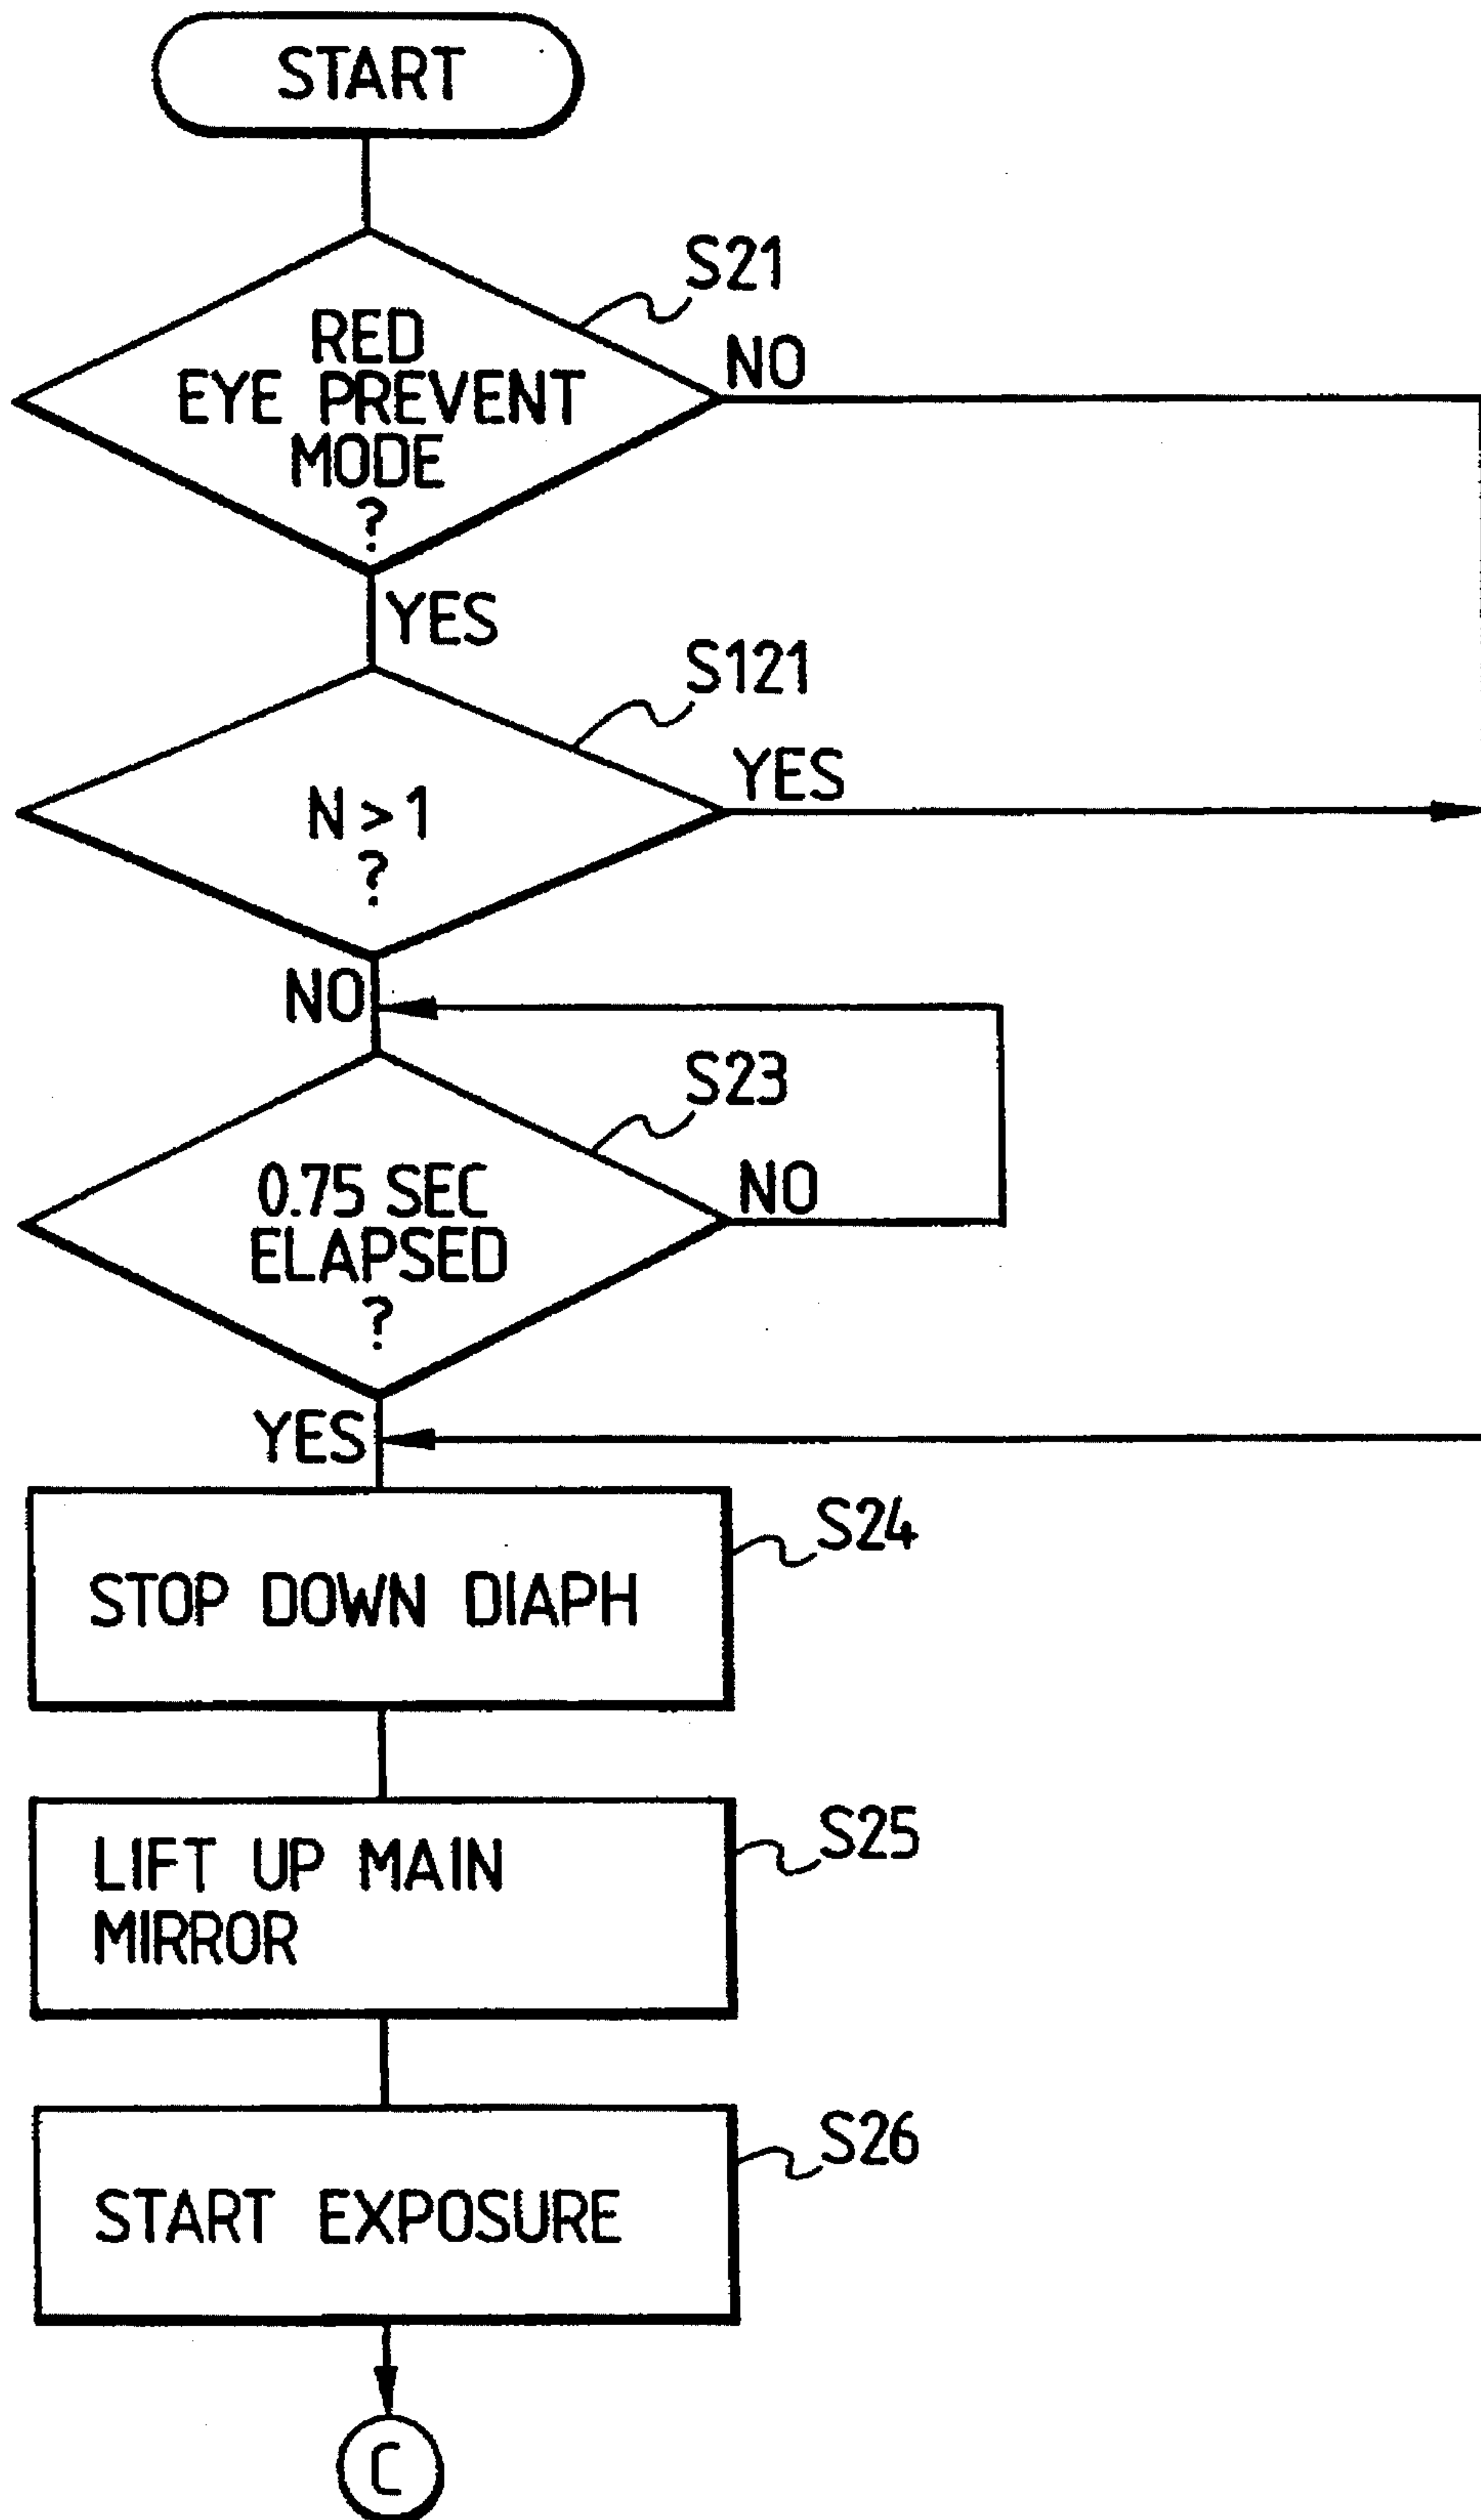 START
S21
RED
EYE PREVENT
MODE
?
NO
YES
S121
N > 1
?
YES
NO
S23
0.75 SEC
ELAPSED
?
NO
YES
S24
STOP DOWN DIAPH
S25
LIFT UP MAIN
MIRROR
S26
START EXPOSURE
C